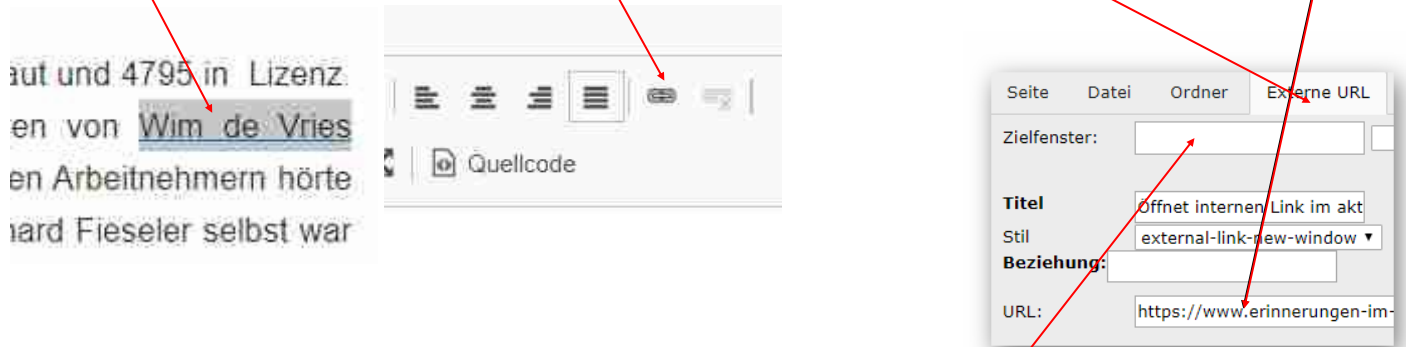 aut und 4795 in Lizenz
en von Wim de Vries
en Arbeitnehmern hörte
hard Fieseler selbst war
Quellcode
Seite Datei Ordner Externe URL
Zielfenster:
Titel Öffnet internen Link im akt
Stil external-link-new-window
Beziehung:
URL: https://www.erinnerungen-im-